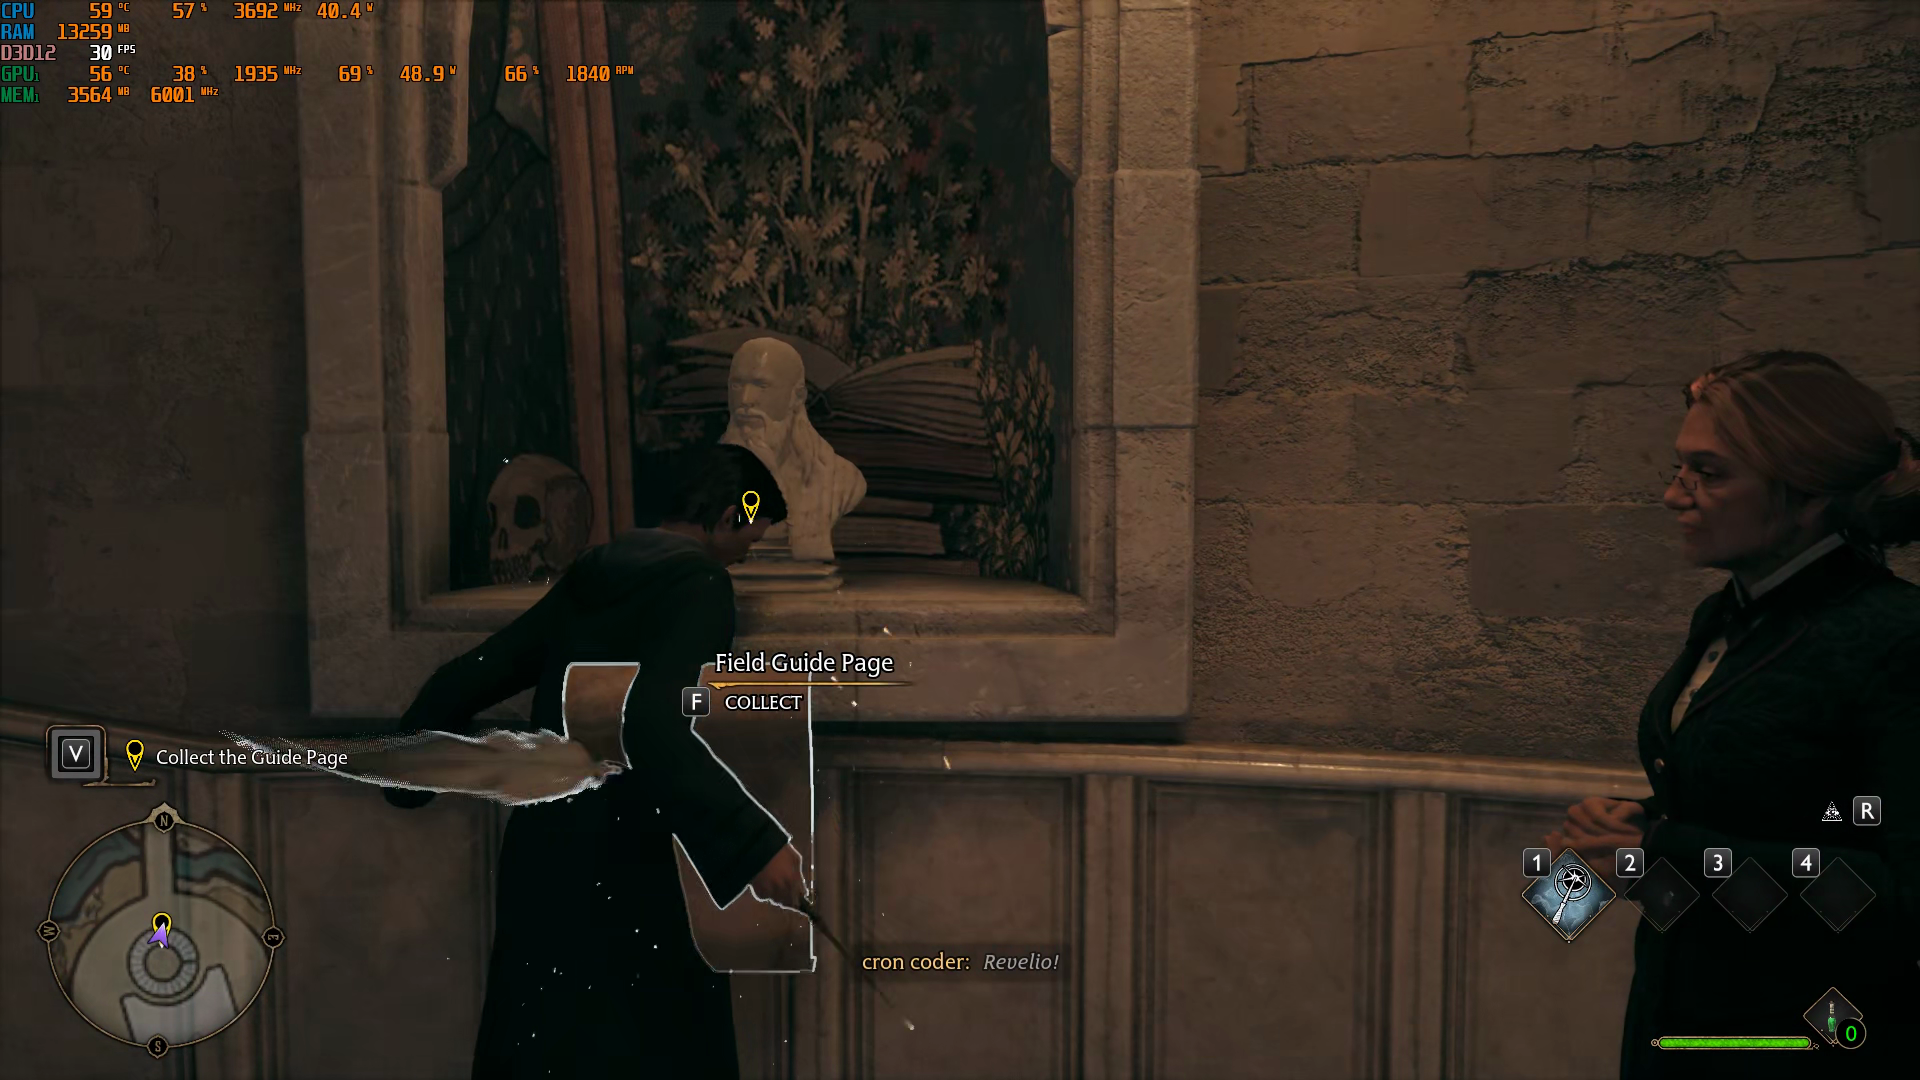 CPU 59 °C 57 % 3692 MHz 40.4 W
RAM 13259 MB
D3D12 30 FPS
GPU1 56 °C 38 % 1935 MHz 69 % 48.9 W 66 % 1840 RPM
MEM1 3564 MB 6001 MHz
Field Guide Page
F COLLECT
V Collect the Guide Page
N
W
E
S
R
1 2 3 4
cron coder: Revelio!
0